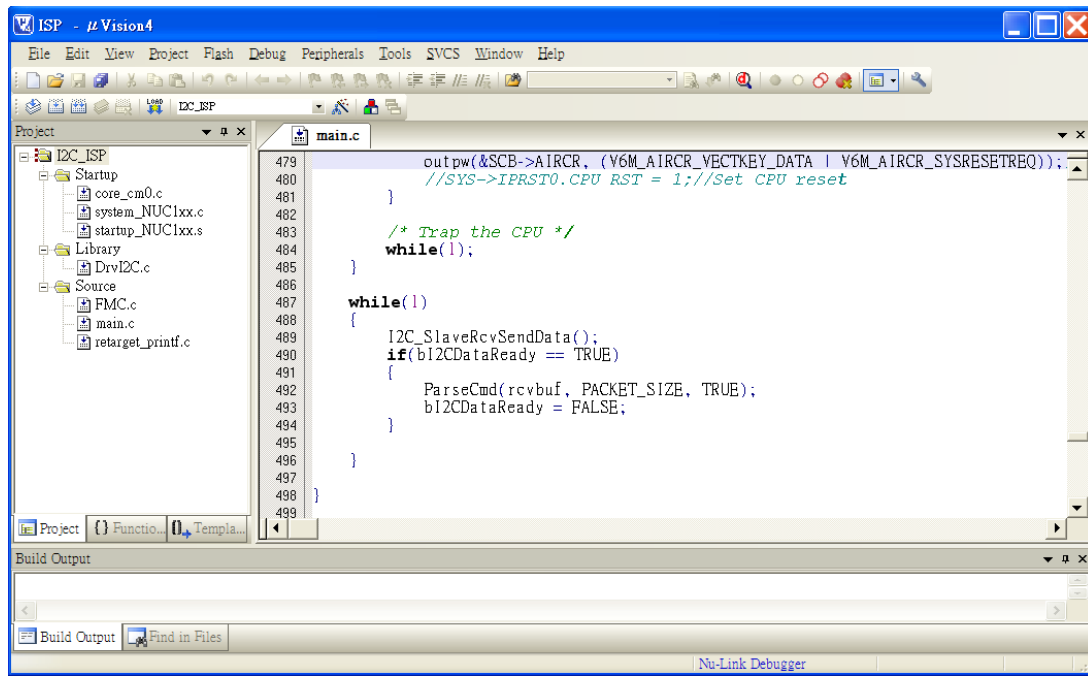 ISP - µVision4
File Edit View Project Flash Debug Peripherals Tools SVCS Window Help
LOAD I2C_ISP
Project
I2C_ISP
Startup
core_cm0.c
system_NUC1xx.c
startup_NUC1xx.s
Library
DrvI2C.c
Source
FMC.c
main.c
retarget_printf.c
Project {} Functio... 0 Templa...
main.c
479 outpw(&SCB->AIRCR, (V6M_AIRCR_VECTKEY_DATA | V6M_AIRCR_SYSRESETREQ));
480 //SYS->IPRST0.CPU RST = 1;//Set CPU reset
481 }
482
483 /* Trap the CPU */
484 while(1);
485 }
486
487 while(1)
488 {
489 I2C_SlaveRcvSendData();
490 if(bI2CDataReady == TRUE)
491 {
492 ParseCmd(rcvbuf, PACKET_SIZE, TRUE);
493 bI2CDataReady = FALSE;
494 }
495
496 }
497
498 }
499
Build Output
Build Output Find in Files
Nu-Link Debugger